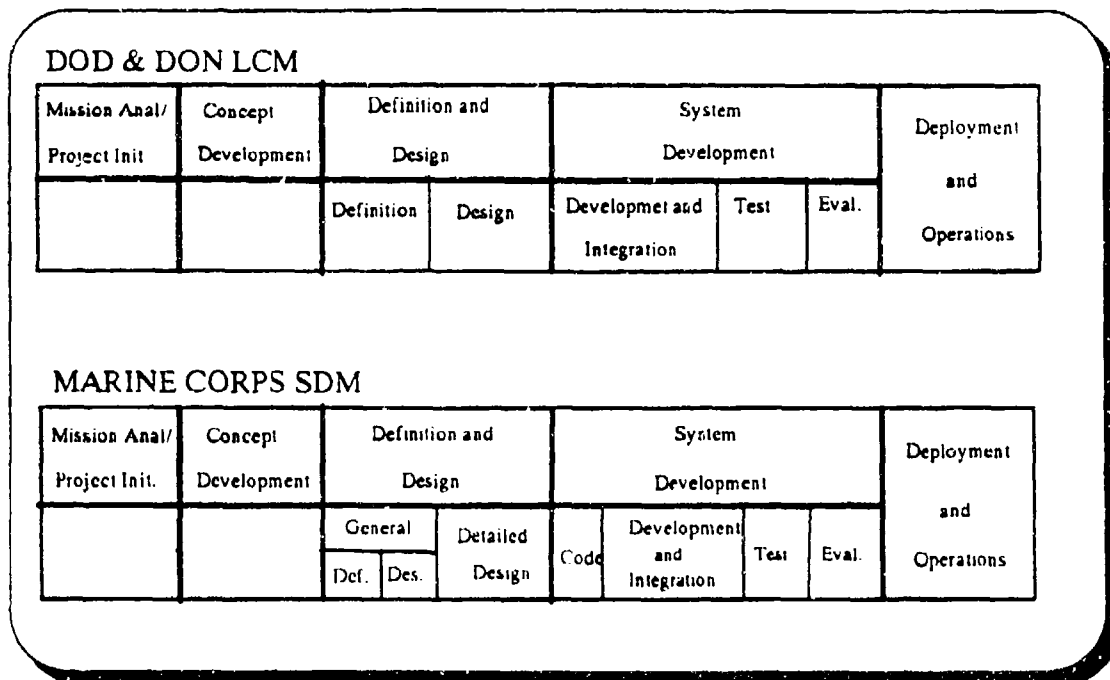 DOD & DON LCM
Mission Anal/
Project Init
Concept
Development
Definition and
Design
System
Development
Deployment
and
Operations
Definition
Design
Developmet and
Integration
Test
Eval.
MARINE CORPS SDM
Mission Anal/
Project Init.
Concept
Development
Definition and
Design
System
Development
Deployment
and
Operations
General
Def.
Des.
Detailed
Design
Code
Development
and
Integration
Test
Eval.